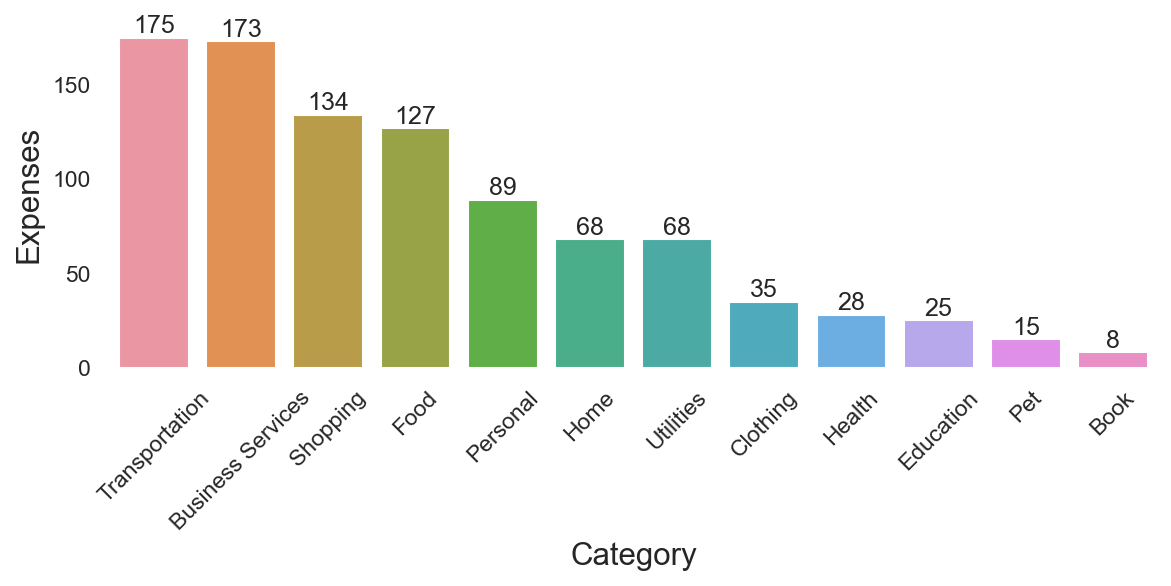 175
173
134
127
89
68
68
35
28
25
15
8
150
100
50
0
Expenses
Transportation
Business Services
Shopping
Food
Personal
Home
Utilities
Clothing
Health
Education
Pet
Book
Category